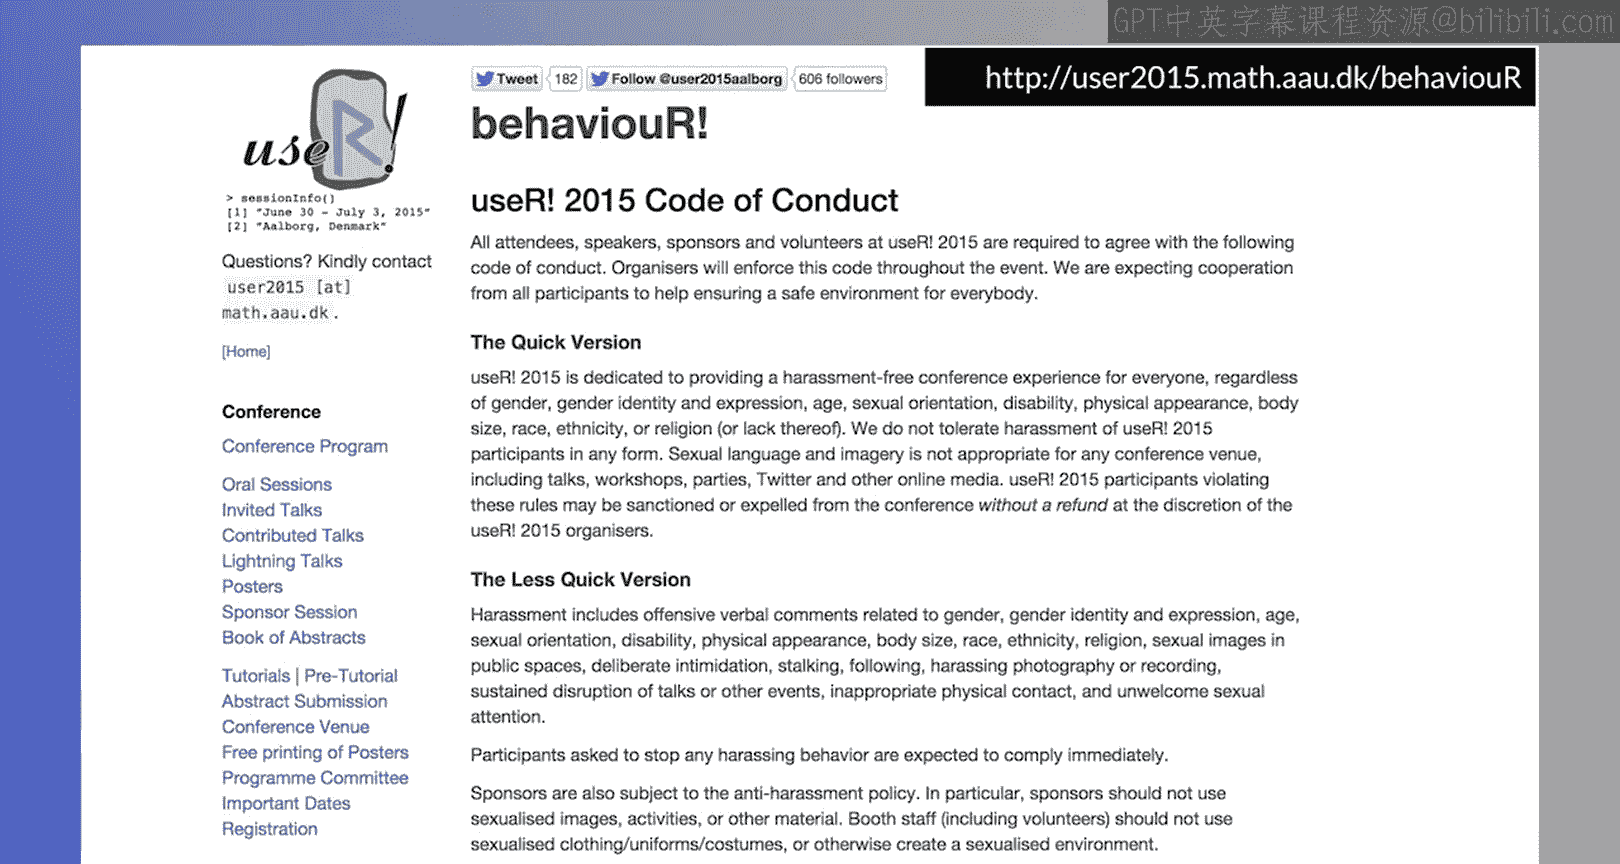 GPT中英字幕课程资源@bilibili.com
http://user2015.math.aau.dk/behaviouR
useR!
> sessionInfo()
[1] "June 30 - July 3, 2015"
[2] "Aalborg, Denmark"
Questions? Kindly contact
user2015 [at]
math.aau.dk.
[Home]
Conference
Conference Program
Oral Sessions
Invited Talks
Contributed Talks
Lightning Talks
Posters
Sponsor Session
Book of Abstracts
Tutorials | Pre-Tutorial
Abstract Submission
Conference Venue
Free printing of Posters
Programme Committee
Important Dates
Registration
Tweet 182 Follow @user2015aalborg 606 followers
behaviouR!
useR! 2015 Code of Conduct
All attendees, speakers, sponsors and volunteers at useR! 2015 are required to agree with the following
code of conduct. Organisers will enforce this code throughout the event. We are expecting cooperation
from all participants to help ensuring a safe environment for everybody.
The Quick Version
useR! 2015 is dedicated to providing a harassment-free conference experience for everyone, regardless
of gender, gender identity and expression, age, sexual orientation, disability, physical appearance, body
size, race, ethnicity, or religion (or lack thereof). We do not tolerate harassment of useR! 2015
participants in any form. Sexual language and imagery is not appropriate for any conference venue,
including talks, workshops, parties, Twitter and other online media. useR! 2015 participants violating
these rules may be sanctioned or expelled from the conference without a refund at the discretion of the
useR! 2015 organisers.
The Less Quick Version
Harassment includes offensive verbal comments related to gender, gender identity and expression, age,
sexual orientation, disability, physical appearance, body size, race, ethnicity, religion, sexual images in
public spaces, deliberate intimidation, stalking, following, harassing photography or recording,
sustained disruption of talks or other events, inappropriate physical contact, and unwelcome sexual
attention.
Participants asked to stop any harassing behavior are expected to comply immediately.
Sponsors are also subject to the anti-harassment policy. In particular, sponsors should not use
sexualised images, activities, or other material. Booth staff (including volunteers) should not use
sexualised clothing/uniforms/costumes, or otherwise create a sexualised environment.